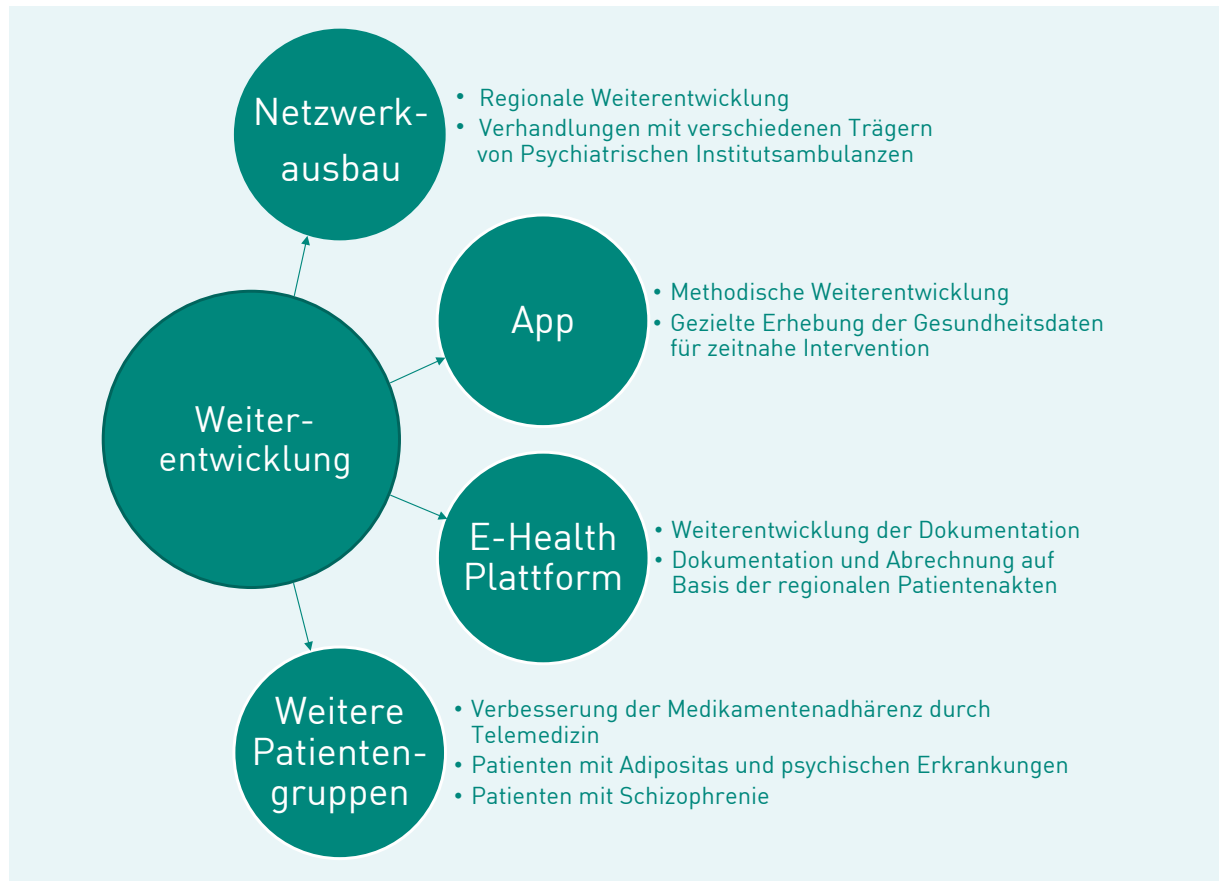 Netzwerk-
ausbau
• Regionale Weiterentwicklung
• Verhandlungen mit verschiedenen Trägern
von Psychiatrischen Institutsambulanzen
App
• Methodische Weiterentwicklung
• Gezielte Erhebung der Gesundheitsdaten
für zeitnahe Intervention
Weiter-
entwicklung
E-Health
Plattform
• Weiterentwicklung der Dokumentation
• Dokumentation und Abrechnung auf
Basis der regionalen Patientenakten
Weitere
Patienten-
gruppen
• Verbesserung der Medikamentenadhärenz durch
Telemedizin
• Patienten mit Adipositas und psychischen Erkrankungen
• Patienten mit Schizophrenie